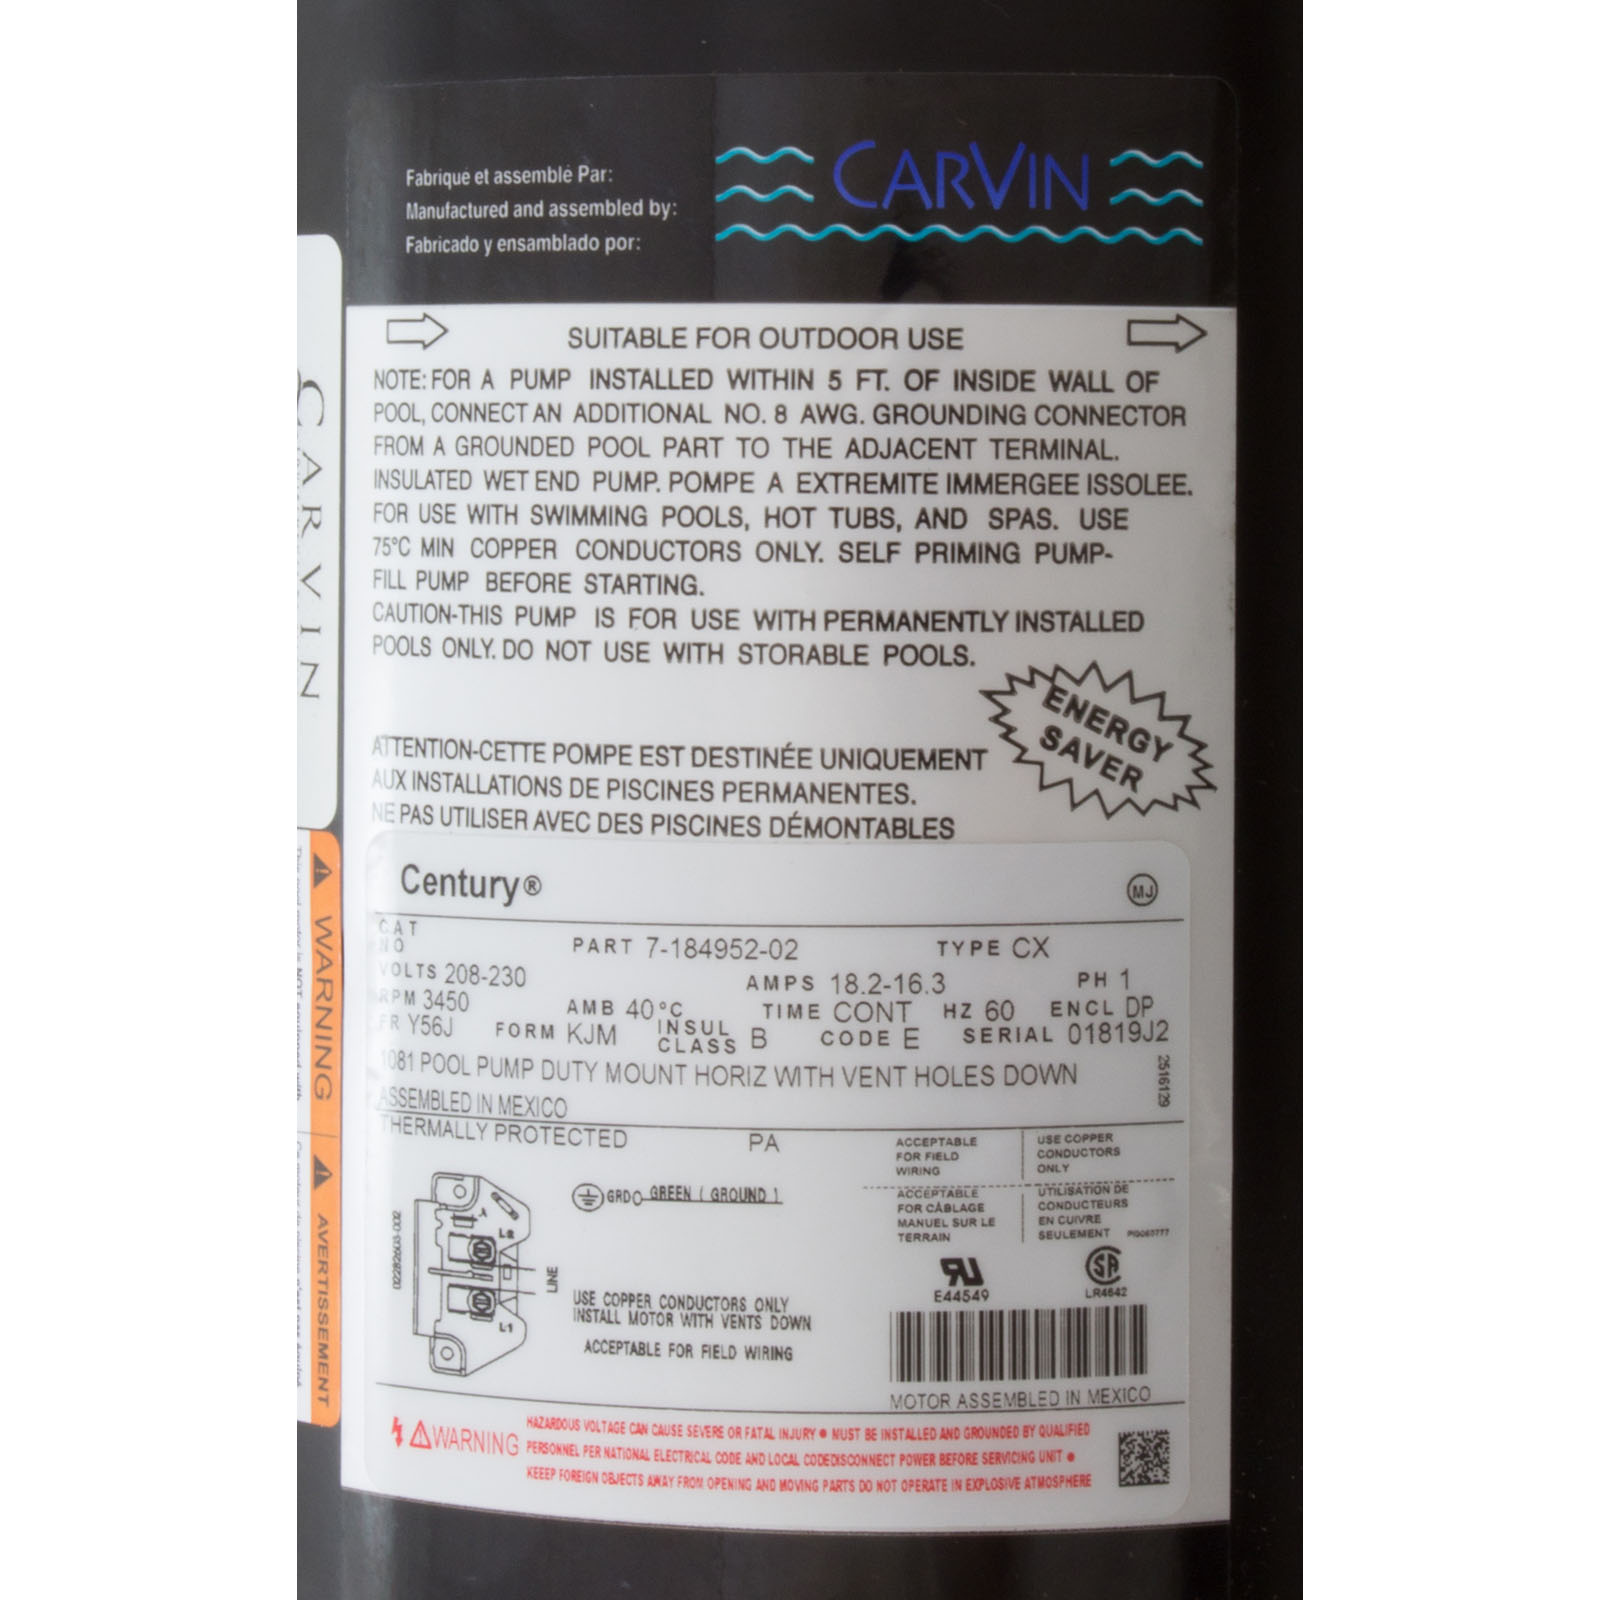 Fabriqué et assemblé Par:
Manufactured and assembled by:
Fabricado y ensamblado por:
CARVIN
SUITABLE FOR OUTDOOR USE
NOTE: FOR A PUMP INSTALLED WITHIN 5 FT. OF INSIDE WALL OF
POOL, CONNECT AN ADDITIONAL NO. 8 AWG. GROUNDING CONNECTOR
FROM A GROUNDED POOL PART TO THE ADJACENT TERMINAL.
INSULATED WET END PUMP. POMPE A EXTREMITE IMMERGEE ISSOLEE.
FOR USE WITH SWIMMING POOLS, HOT TUBS, AND SPAS. USE
75°C MIN COPPER CONDUCTORS ONLY. SELF PRIMING PUMP-
FILL PUMP BEFORE STARTING.
CAUTION-THIS PUMP IS FOR USE WITH PERMANENTLY INSTALLED
POOLS ONLY. DO NOT USE WITH STORABLE POOLS.
ENERGY
SAVER
ATTENTION-CETTE POMPE EST DESTINÉE UNIQUEMENT
AUX INSTALLATIONS DE PISCINES PERMANENTES.
NE PAS UTILISER AVEC DES PISCINES DÉMONTABLES
Century®
MJ
CAT
NO
PART 7-184952-02 TYPE CX
VOLTS 208-230 AMPS 18.2-16.3 PH 1
RPM 3450 AMB 40°C TIME CONT HZ 60 ENCL DP
FR Y56J FORM KJM INSUL CLASS B CODE E SERIAL 01819J2
1081 POOL PUMP DUTY MOUNT HORIZ WITH VENT HOLES DOWN
2516129
ASSEMBLED IN MEXICO
THERMALLY PROTECTED PA
ACCEPTABLE
FOR FIELD
WIRING
USE COPPER
CONDUCTORS
ONLY
ACCEPTABLE
FOR CÂBLAGE
MANUEL SUR LE
TERRAIN
UTILISATION DE
CONDUCTEURS
EN CUIVRE
SEULEMENT
GRD GREEN ( GROUND )
02282603-002
A
L2
L1
LINE
USE COPPER CONDUCTORS ONLY
INSTALL MOTOR WITH VENTS DOWN
ACCEPTABLE FOR FIELD WIRING
E44549
LR4642
MOTOR ASSEMBLED IN MEXICO
WARNING
HAZARDOUS VOLTAGE CAN CAUSE SEVERE OR FATAL INJURY • MUST BE INSTALLED AND GROUNDED BY QUALIFIED
PERSONNEL PER NATIONAL ELECTRICAL CODE AND LOCAL CODEDISCONNECT POWER BEFORE SERVICING UNIT •
KEEEP FOREIGN OBJECTS AWAY FROM OPENING AND MOVING PARTS DO NOT OPERATE IN EXPLOSIVE ATMOSPHERE
CARVIN
WARNING
AVERTISSEMENT